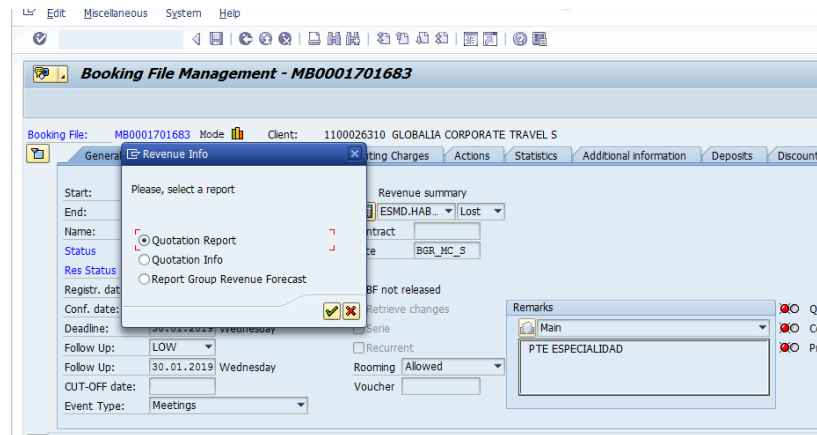 Edit Miscellaneous System Help
Booking File Management - MB0001701683
Booking File: MB0001701683 Mode Client: 1100026310 GLOBALIA CORPORATE TRAVEL S
General Revenue Info ting Charges Actions Statistics Additional information Deposits Discount
Please, select a report
Start: Revenue summary
End: ESMD.HAB... Lost
Name: ntract
Quotation Report
Status te BGR_MC_S
Quotation Info
Res Status
Report Group Revenue Forecast
Registr. dat BF not released
Conf. date: Retrieve changes Remarks
Deadline: 30.01.2019 Wednesday Serie Main
Follow Up: LOW Recurrent PTE ESPECIALIDAD
Follow Up: 30.01.2019 Wednesday Rooming Allowed
CUT-OFF date: Voucher
Event Type: Meetings